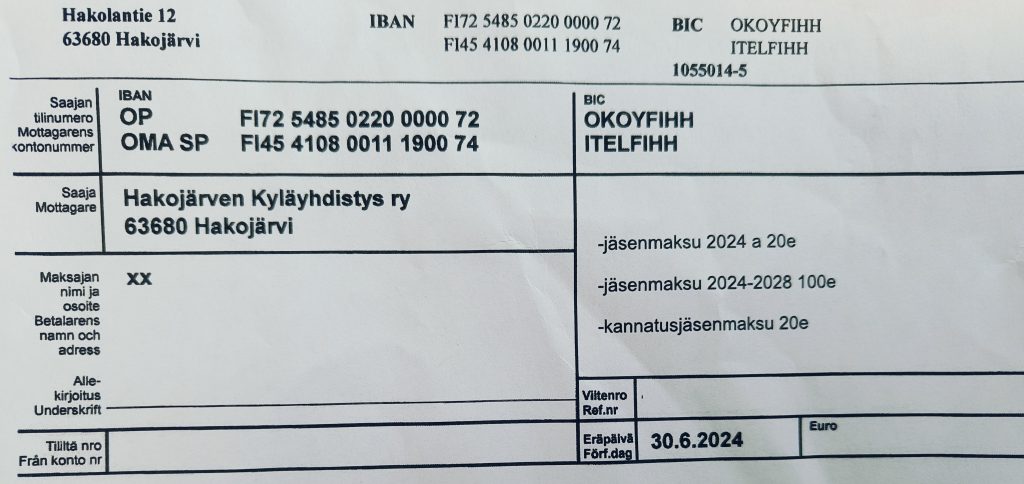 Hakolantie 12
63680 Hakojärvi
IBAN FI72 5485 0220 0000 72
FI45 4108 0011 1900 74
BIC OKOYFIHH
ITELFIHH
1055014-5
Saajan
tilinumero
Mottagarens
kontonummer
IBAN
OP FI72 5485 0220 0000 72
OMA SP FI45 4108 0011 1900 74
BIC
OKOYFIHH
ITELFIHH
Saaja
Mottagare
Hakojärven Kyläyhdistys ry
63680 Hakojärvi
-jäsenmaksu 2024 a 20e
-jäsenmaksu 2024-2028 100e
-kannatusjäsenmaksu 20e
Maksajan
nimi ja
osoite
Betalarens
namn och
adress
XX
Alle-
kirjoitus
Underskrift
Viitenro
Ref.nr
Tililtä nro
Från konto nr
Eräpäivä
Förf.dag
30.6.2024
Euro